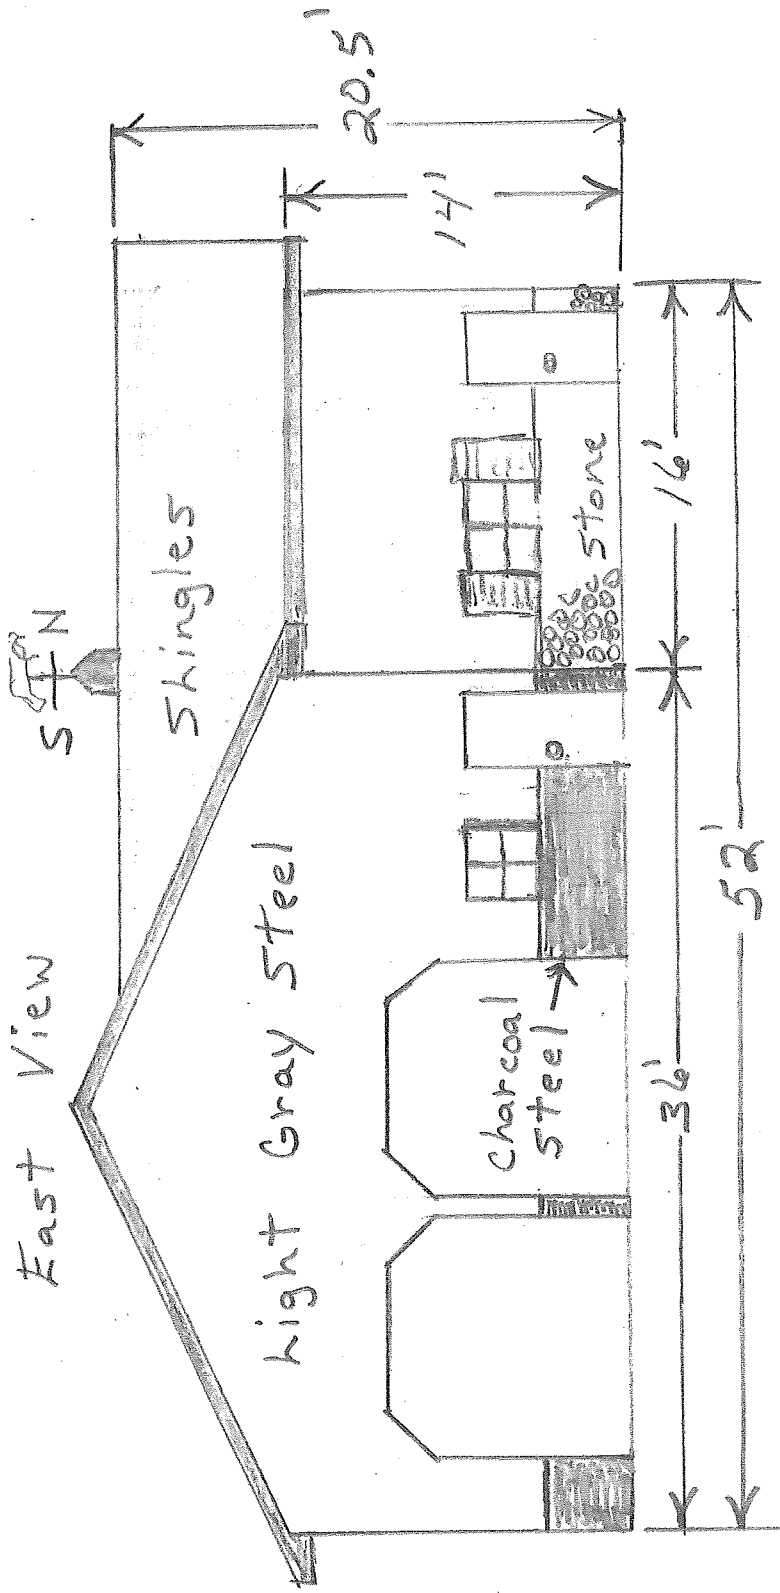 East View
S N
Shingles
20.5'
14'
Light Gray Steel
Charcoal
Steel
Stone
36'
16'
52'